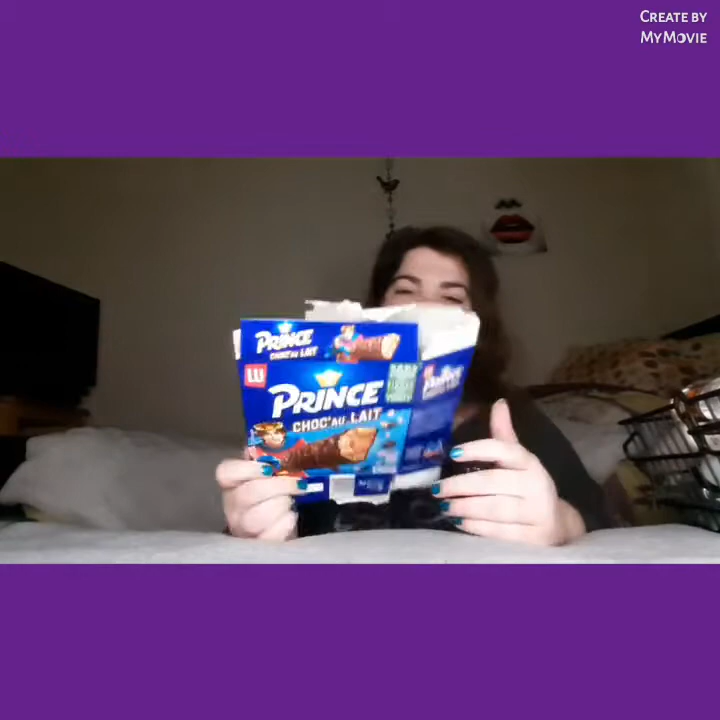 CREATE BY
MYMOVIE
PRINCE
CHOC'AU LAIT
LU
PRINCE
CHOC'AU LAIT